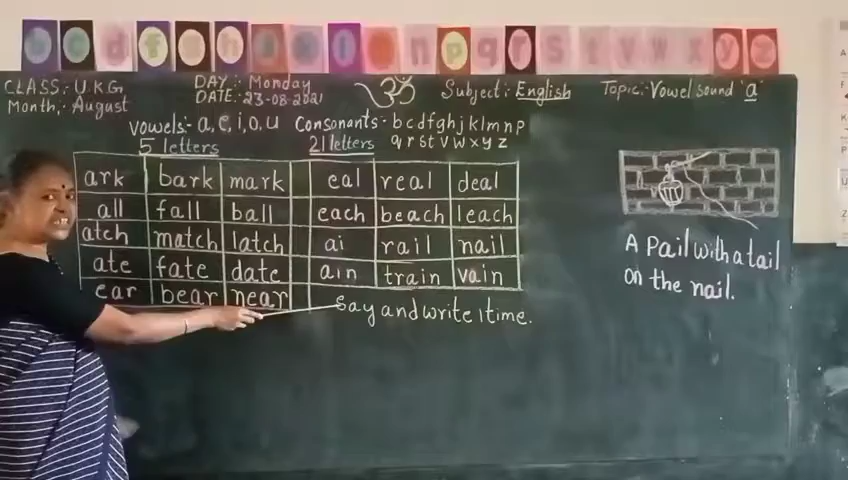 b c d f g h j k l m n p q r s t v w x y z
CLASS:- U.K.G DAY:- Monday ॐ Subject:- English Topic:- Vowel sound 'a'
Month:- August DATE:- 23-08-2021
Vowels:- a, e, i, o, u Consonants- b c d f g h j k l m n p
5 letters 21 letters q r s t v w x y z
ark bark mark eal real deal
all fall ball each beach leach
atch match latch ai rail nail
ate fate date ain train vain
ear bear near
Say and write 1 time.
A Pail with a tail
on the nail.